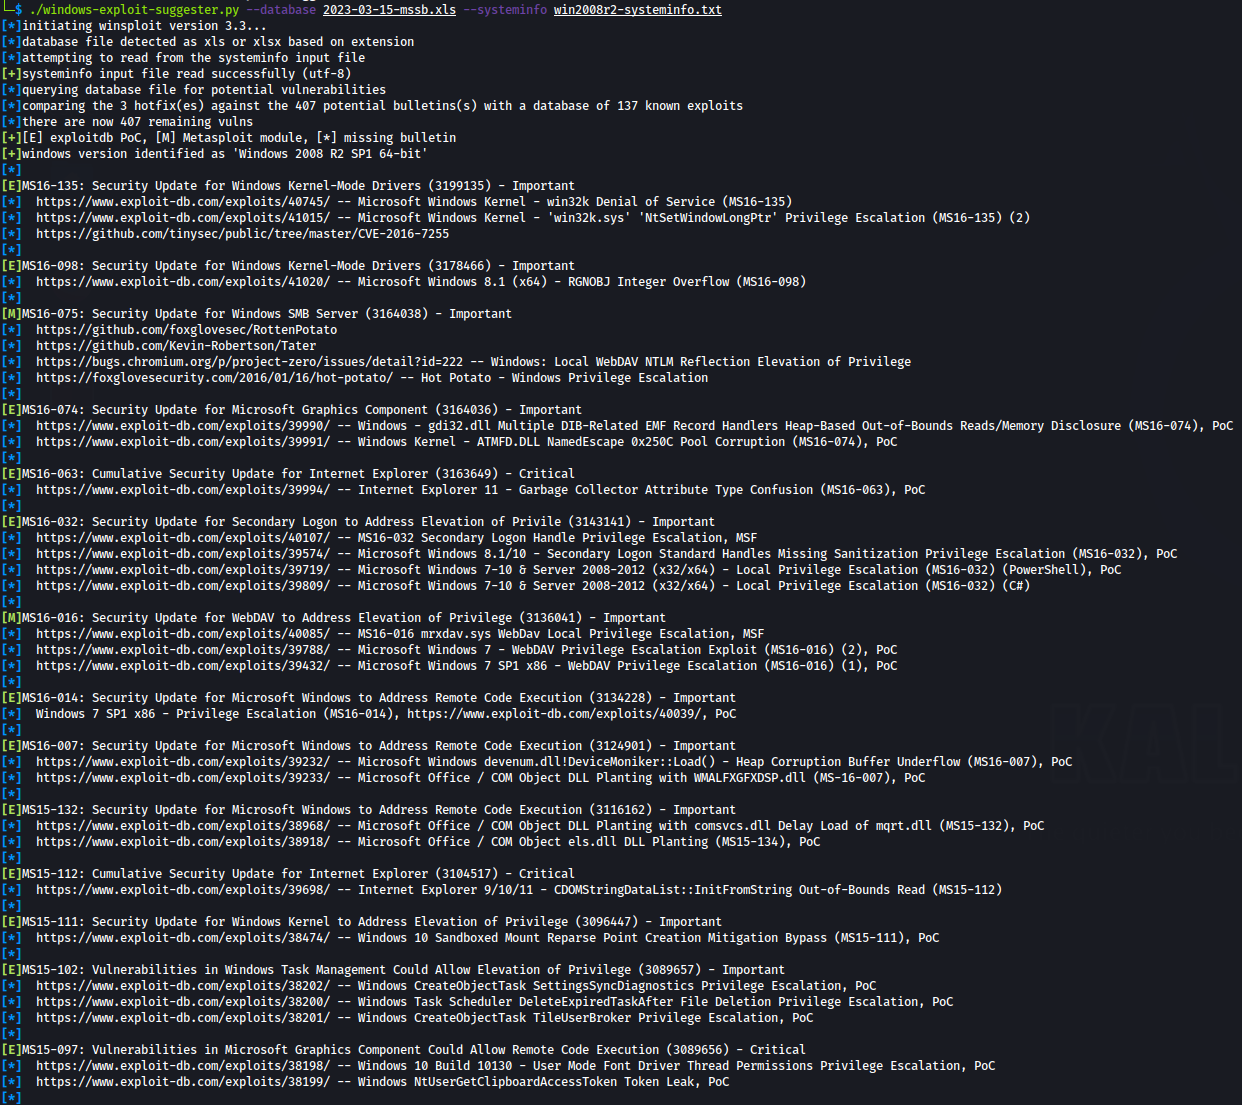 $ ./windows-exploit-suggester.py --database 2023-03-15-mssb.xls --systeminfo win2008r2-systeminfo.txt
[*]initiating winsploit version 3.3...
[*]database file detected as xls or xlsx based on extension
[*]attempting to read from the systeminfo input file
[+]systeminfo input file read successfully (utf-8)
[*]querying database file for potential vulnerabilities
[*]comparing the 3 hotfix(es) against the 407 potential bulletins(s) with a database of 137 known exploits
[*]there are now 407 remaining vulns
[+][E] exploitdb PoC, [M] Metasploit module, [*] missing bulletin
[+]windows version identified as 'Windows 2008 R2 SP1 64-bit'
[*]
[E]MS16-135: Security Update for Windows Kernel-Mode Drivers (3199135) - Important
[*]  https://www.exploit-db.com/exploits/40745/ -- Microsoft Windows Kernel - win32k Denial of Service (MS16-135)
[*]  https://www.exploit-db.com/exploits/41015/ -- Microsoft Windows Kernel - 'win32k.sys' 'NtSetWindowLongPtr' Privilege Escalation (MS16-135) (2)
[*]  https://github.com/tinysec/public/tree/master/CVE-2016-7255
[*]
[E]MS16-098: Security Update for Windows Kernel-Mode Drivers (3178466) - Important
[*]  https://www.exploit-db.com/exploits/41020/ -- Microsoft Windows 8.1 (x64) - RGNOBJ Integer Overflow (MS16-098)
[*]
[M]MS16-075: Security Update for Windows SMB Server (3164038) - Important
[*]  https://github.com/foxglovesec/RottenPotato
[*]  https://github.com/Kevin-Robertson/Tater
[*]  https://bugs.chromium.org/p/project-zero/issues/detail?id=222 -- Windows: Local WebDAV NTLM Reflection Elevation of Privilege
[*]  https://foxglovesecurity.com/2016/01/16/hot-potato/ -- Hot Potato - Windows Privilege Escalation
[*]
[E]MS16-074: Security Update for Microsoft Graphics Component (3164036) - Important
[*]  https://www.exploit-db.com/exploits/39990/ -- Windows - gdi32.dll Multiple DIB-Related EMF Record Handlers Heap-Based Out-of-Bounds Reads/Memory Disclosure (MS16-074), PoC
[*]  https://www.exploit-db.com/exploits/39991/ -- Windows Kernel - ATMFD.DLL NamedEscape 0x250C Pool Corruption (MS16-074), PoC
[*]
[E]MS16-063: Cumulative Security Update for Internet Explorer (3163649) - Critical
[*]  https://www.exploit-db.com/exploits/39994/ -- Internet Explorer 11 - Garbage Collector Attribute Type Confusion (MS16-063), PoC
[*]
[E]MS16-032: Security Update for Secondary Logon to Address Elevation of Privile (3143141) - Important
[*]  https://www.exploit-db.com/exploits/40107/ -- MS16-032 Secondary Logon Handle Privilege Escalation, MSF
[*]  https://www.exploit-db.com/exploits/39574/ -- Microsoft Windows 8.1/10 - Secondary Logon Standard Handles Missing Sanitization Privilege Escalation (MS16-032), PoC
[*]  https://www.exploit-db.com/exploits/39719/ -- Microsoft Windows 7-10 & Server 2008-2012 (x32/x64) - Local Privilege Escalation (MS16-032) (PowerShell), PoC
[*]  https://www.exploit-db.com/exploits/39809/ -- Microsoft Windows 7-10 & Server 2008-2012 (x32/x64) - Local Privilege Escalation (MS16-032) (C#)
[*]
[M]MS16-016: Security Update for WebDAV to Address Elevation of Privilege (3136041) - Important
[*]  https://www.exploit-db.com/exploits/40085/ -- MS16-016 mrxdav.sys WebDav Local Privilege Escalation, MSF
[*]  https://www.exploit-db.com/exploits/39788/ -- Microsoft Windows 7 - WebDAV Privilege Escalation Exploit (MS16-016) (2), PoC
[*]  https://www.exploit-db.com/exploits/39432/ -- Microsoft Windows 7 SP1 x86 - WebDAV Privilege Escalation (MS16-016) (1), PoC
[*]
[E]MS16-014: Security Update for Microsoft Windows to Address Remote Code Execution (3134228) - Important
[*]  Windows 7 SP1 x86 - Privilege Escalation (MS16-014), https://www.exploit-db.com/exploits/40039/, PoC
[*]
[E]MS16-007: Security Update for Microsoft Windows to Address Remote Code Execution (3124901) - Important
[*]  https://www.exploit-db.com/exploits/39232/ -- Microsoft Windows devenum.dll!DeviceMoniker::Load() - Heap Corruption Buffer Underflow (MS16-007), PoC
[*]  https://www.exploit-db.com/exploits/39233/ -- Microsoft Office / COM Object DLL Planting with WMALFXGFXDSP.dll (MS-16-007), PoC
[*]
[E]MS15-132: Security Update for Microsoft Windows to Address Remote Code Execution (3116162) - Important
[*]  https://www.exploit-db.com/exploits/38968/ -- Microsoft Office / COM Object DLL Planting with comsvcs.dll Delay Load of mqrt.dll (MS15-132), PoC
[*]  https://www.exploit-db.com/exploits/38918/ -- Microsoft Office / COM Object els.dll DLL Planting (MS15-134), PoC
[*]
[E]MS15-112: Cumulative Security Update for Internet Explorer (3104517) - Critical
[*]  https://www.exploit-db.com/exploits/39698/ -- Internet Explorer 9/10/11 - CDOMStringDataList::InitFromString Out-of-Bounds Read (MS15-112)
[*]
[E]MS15-111: Security Update for Windows Kernel to Address Elevation of Privilege (3096447) - Important
[*]  https://www.exploit-db.com/exploits/38474/ -- Windows 10 Sandboxed Mount Reparse Point Creation Mitigation Bypass (MS15-111), PoC
[*]
[E]MS15-102: Vulnerabilities in Windows Task Management Could Allow Elevation of Privilege (3089657) - Important
[*]  https://www.exploit-db.com/exploits/38202/ -- Windows CreateObjectTask SettingsSyncDiagnostics Privilege Escalation, PoC
[*]  https://www.exploit-db.com/exploits/38200/ -- Windows Task Scheduler DeleteExpiredTaskAfter File Deletion Privilege Escalation, PoC
[*]  https://www.exploit-db.com/exploits/38201/ -- Windows CreateObjectTask TileUserBroker Privilege Escalation, PoC
[*]
[E]MS15-097: Vulnerabilities in Microsoft Graphics Component Could Allow Remote Code Execution (3089656) - Critical
[*]  https://www.exploit-db.com/exploits/38198/ -- Windows 10 Build 10130 - User Mode Font Driver Thread Permissions Privilege Escalation, PoC
[*]  https://www.exploit-db.com/exploits/38199/ -- Windows NtUserGetClipboardAccessToken Token Leak, PoC
[*]